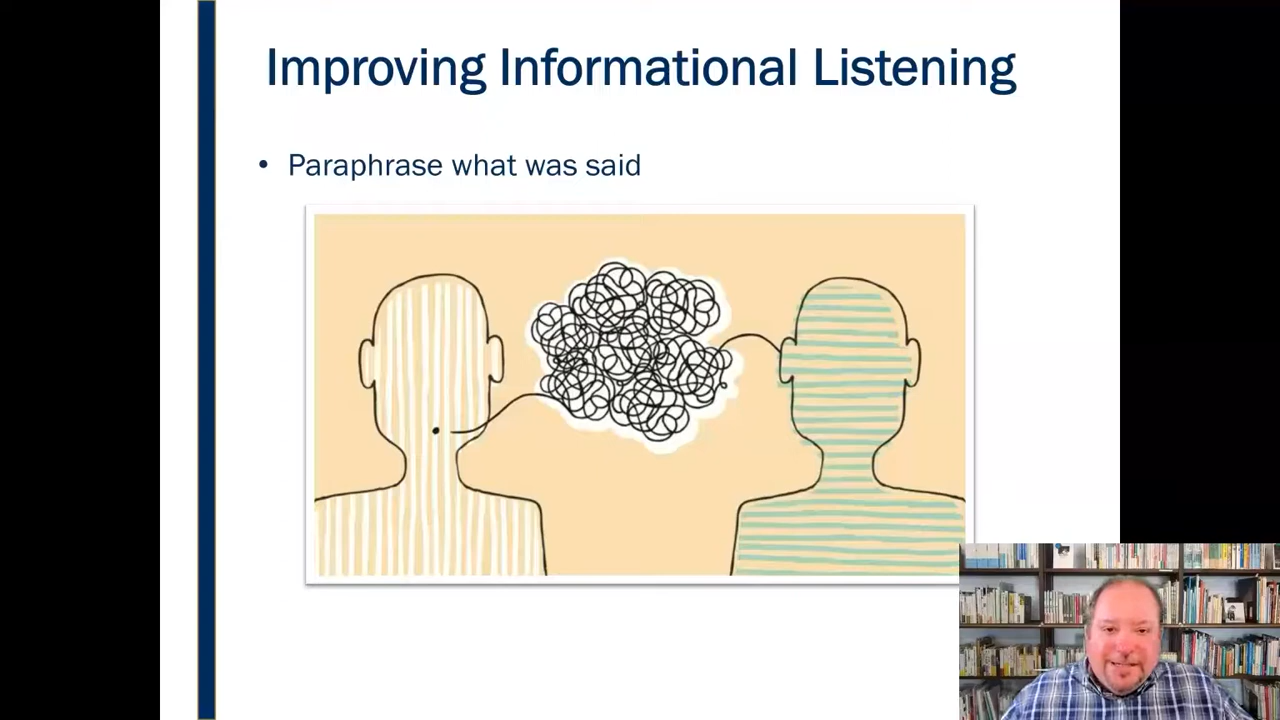 Improving Informational Listening
• Paraphrase what was said